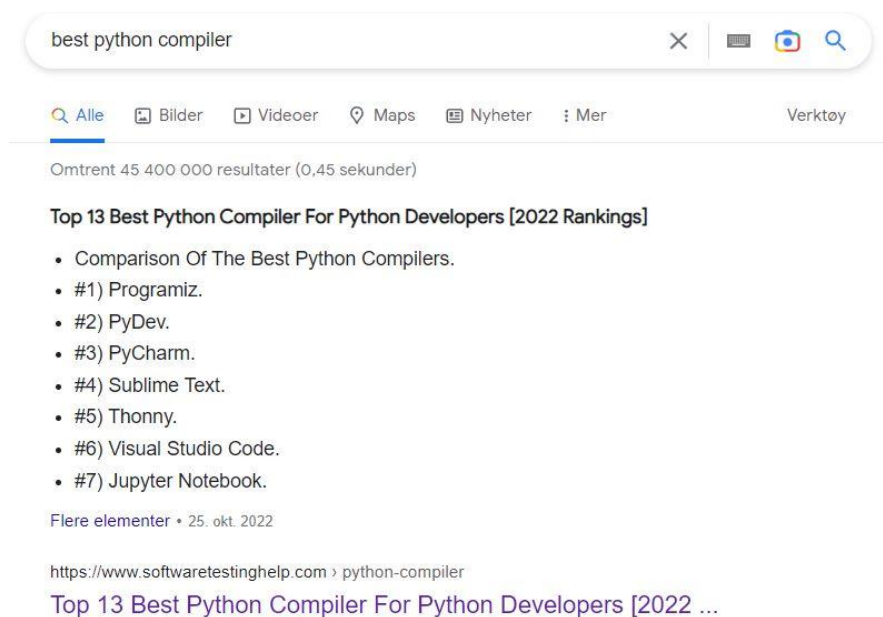 best python compiler
Alle Bilder Videoer Maps Nyheter Mer Verktøy
Omtrent 45 400 000 resultater (0,45 sekunder)
Top 13 Best Python Compiler For Python Developers [2022 Rankings]
• Comparison Of The Best Python Compilers.
• #1) Programiz.
• #2) PyDev.
• #3) PyCharm.
• #4) Sublime Text.
• #5) Thonny.
• #6) Visual Studio Code.
• #7) Jupyter Notebook.
Flere elementer • 25. okt. 2022
https://www.softwaretestinghelp.com › python-compiler
Top 13 Best Python Compiler For Python Developers [2022 ...